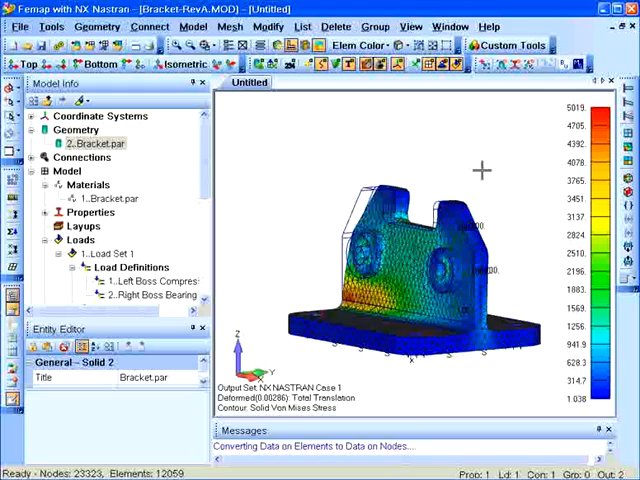 Femap with NX Nastran - [Bracket-RevA.MOD] - [Untitled]
File Tools Geometry Connect Model Mesh Modify List Delete Group View Window Help
Elem Color Custom Tools
Top Bottom Isometric
Model Info
Untitled
Coordinate Systems
Geometry
2..Bracket.par
Connections
Model
Materials
1..Bracket.par
Properties
Layups
Loads
1..Load Set 1
Load Definitions
1..Left Boss Compres:
2..Right Boss Bearing
5019.
4705.
4392.
4078.
3765.
3451.
3137.
2824.
2510.
2196.
1883.
1569.
1256.
941.9
628.3
314.7
1.038
Z
Y
X
Output Set: NX NASTRAN Case 1
Deformed(0.00286): Total Translation
Contour: Solid Von Mises Stress
Entity Editor
General - Solid 2
Title Bracket.par
Messages
Converting Data on Elements to Data on Nodes....
Ready - Nodes: 23323, Elements: 12059
Prop: 1 Ld: 1 Con: 1 Grp: 0 Out: 2